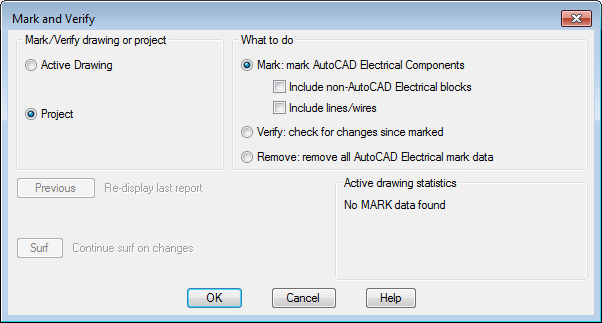 Mark and Verify
Mark/Verify drawing or project
Active Drawing
Project
What to do
Mark: mark AutoCAD Electrical Components
Include non-AutoCAD Electrical blocks
Include lines/wires
Verify: check for changes since marked
Remove: remove all AutoCAD Electrical mark data
Previous Re-display last report
Surf Continue surf on changes
Active drawing statistics
No MARK data found
OK Cancel Help